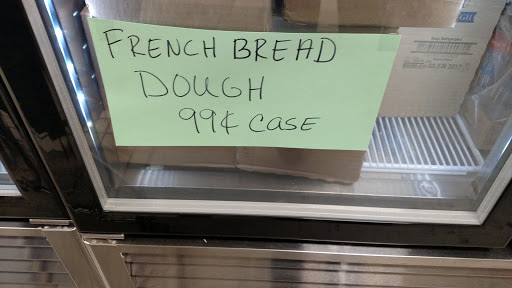 FRENCH BREAD
DOUGH
99¢ CASE